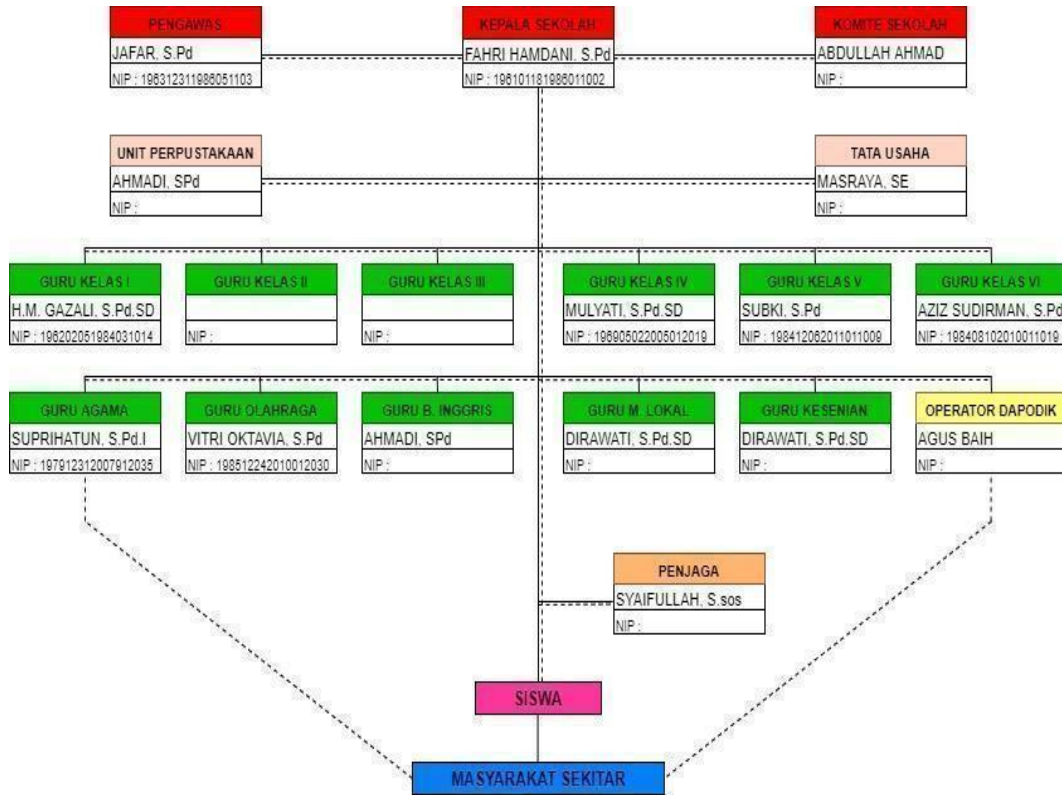 PENGAWAS
JAFAR, S.Pd
NIP : 196312311986051103
KEPALA SEKOLAH
FAHRI HAMDANI, S.Pd
NIP : 196101181986011002
KOMITE SEKOLAH
ABDULLAH AHMAD
NIP :
UNIT PERPUSTAKAAN
AHMADI, SPd
NIP :
TATA USAHA
MASRAYA, SE
NIP :
GURU KELAS I
H.M. GAZALI, S.Pd.SD
NIP : 196202051984031014
GURU KELAS II
NIP :
GURU KELAS III
NIP :
GURU KELAS IV
MULYATI, S.Pd.SD
NIP : 196905022005012019
GURU KELAS V
SUBKI, S.Pd
NIP : 198412062011011009
GURU KELAS VI
AZIZ SUDIRMAN, S.Pd
NIP : 198408102010011019
GURU AGAMA
SUPRIHATUN, S.Pd.I
NIP : 197912312007912035
GURU OLAHRAGA
VITRI OKTAVIA, S.Pd
NIP : 198512242010012030
GURU B. INGGRIS
AHMADI, SPd
NIP :
GURU M. LOKAL
DIRAWATI, S.Pd.SD
NIP :
GURU KESENIAN
DIRAWATI, S.Pd.SD
NIP :
OPERATOR DAPODIK
AGUS BAIH
NIP :
PENJAGA
SYAIFULLAH, S.sos
NIP :
SISWA
MASYARAKAT SEKITAR